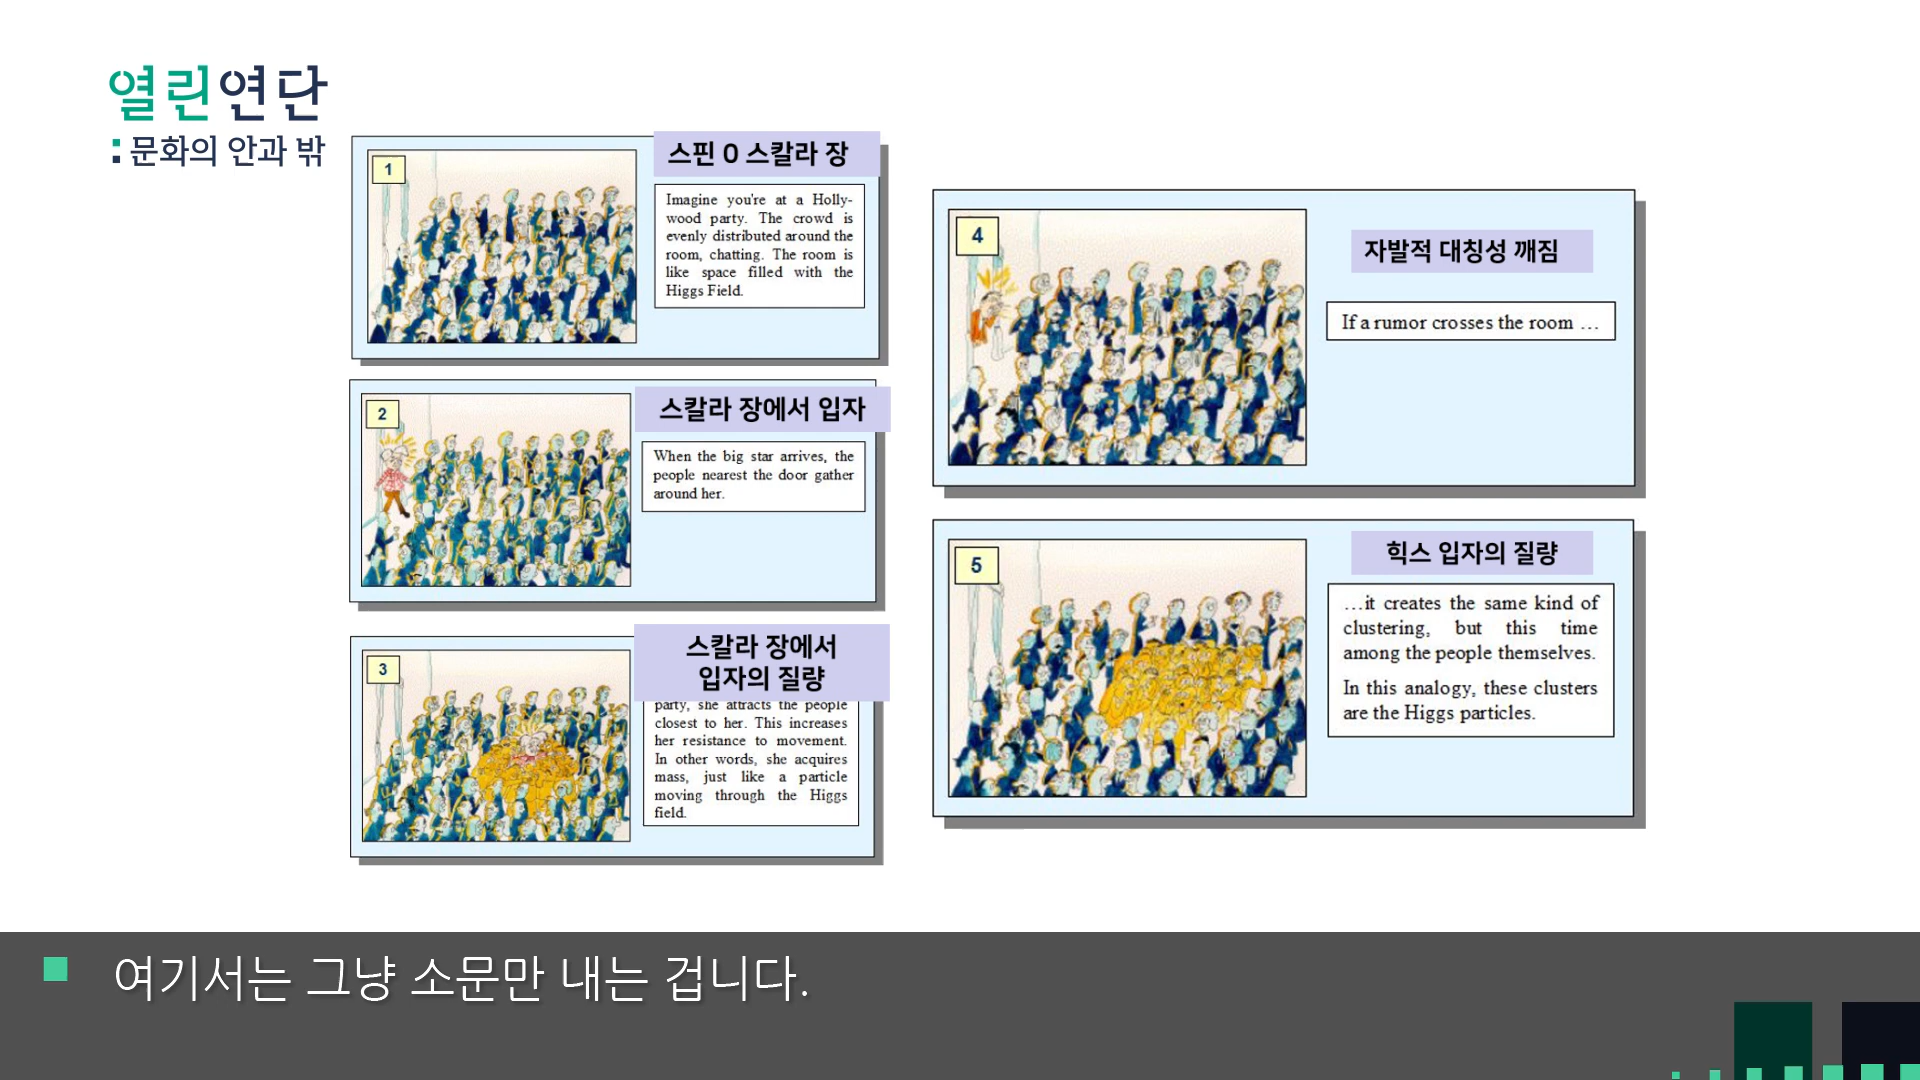 열린연단
:문화의 안과 밖
1
스핀 0 스칼라 장
Imagine you're at a Holly-
wood party. The crowd is
evenly distributed around the
room, chatting. The room is
like space filled with the
Higgs Field.
2
스칼라 장에서 입자
When the big star arrives, the
people nearest the door gather
around her.
3
스칼라 장에서
입자의 질량
party, she attracts the people
closest to her. This increases
her resistance to movement.
In other words, she acquires
mass, just like a particle
moving through the Higgs
field.
4
자발적 대칭성 깨짐
If a rumor crosses the room …
5
힉스 입자의 질량
…it creates the same kind of
clustering, but this time
among the people themselves.
In this analogy, these clusters
are the Higgs particles.
여기서는 그냥 소문만 내는 겁니다.